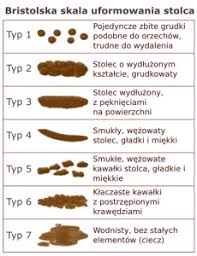 Bristolska skala uformowania stolca
Typ 1
Pojedyncze zbite grudki
podobne do orzechów,
trudne do wydalenia
Typ 2
Stolec o wydłużonym
kształcie, grudkowaty
Typ 3
Stolec wydłużony,
z pęknięciami
na powierzchni
Typ 4
Smukły, wężowaty
stolec, gładki i miękki
Typ 5
Smukłe, wężowate
kawałki stolca, gładkie i
miękkie
Typ 6
Kłaczaste kawałki
z postrzępionymi
krawędziami
Typ 7
Wodnisty, bez stałych
elementów (ciecz)